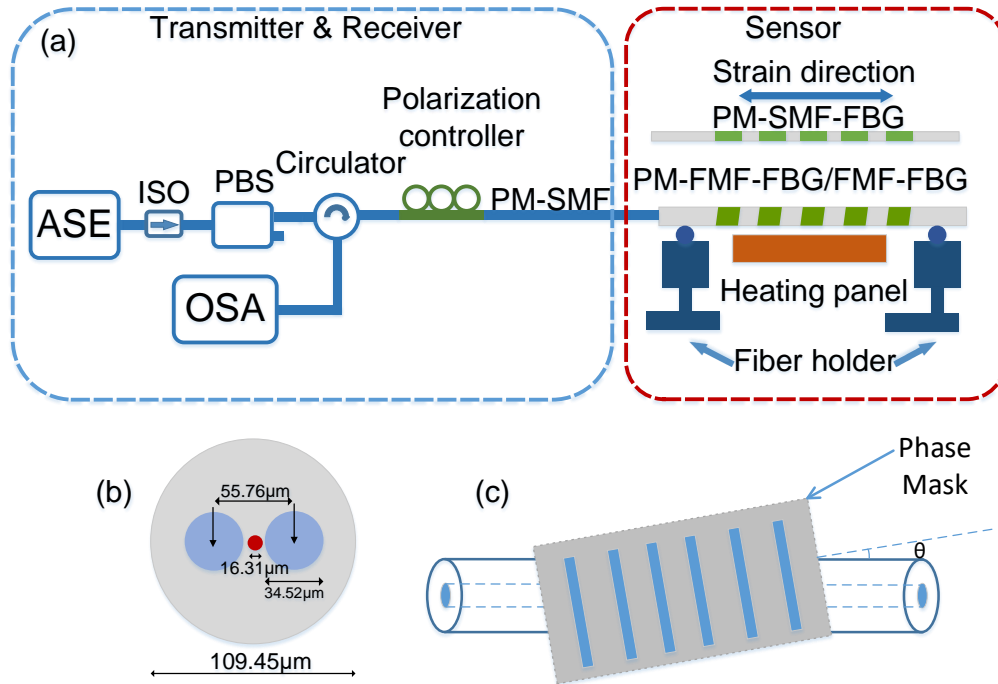 (a)
Transmitter & Receiver
Polarization
controller
Circulator
PBS
ISO
ASE
PM-SMF
OSA
Sensor
Strain direction
PM-SMF-FBG
PM-FMF-FBG/FMF-FBG
Heating panel
Fiber holder
(b)
55.76µm
16.31µm
34.52µm
109.45µm
(c)
Phase
Mask
θ